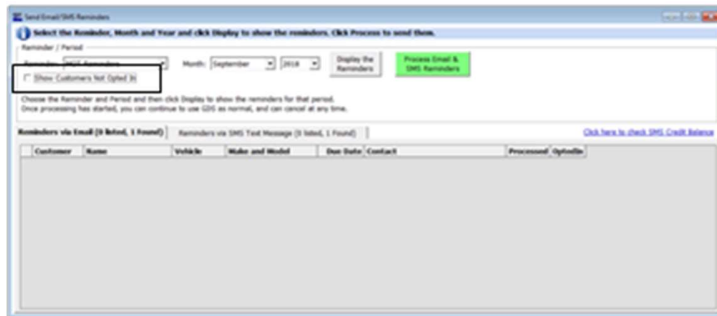 Send Email/SMS Reminders
Select the Reminder, Month and Year and click Display to show the reminders. Click Process to send them.
Reminder / Period
Reminder: MOT Reminders Month: September 2018 Display the Reminders Process Email & SMS Reminders
Show Customers Not Opted In
Choose the Reminder and Period and then click Display to show the reminders for that period.
Once processing has started, you can continue to use GDS as normal, and can cancel at any time.
Reminders via Email (0 listed, 1 Found) Reminders via SMS Text Message (0 listed, 1 Found) Click here to check SMS Credit Balance
Customer Name Vehicle Make and Model Due Date Contact Processed OptedIn